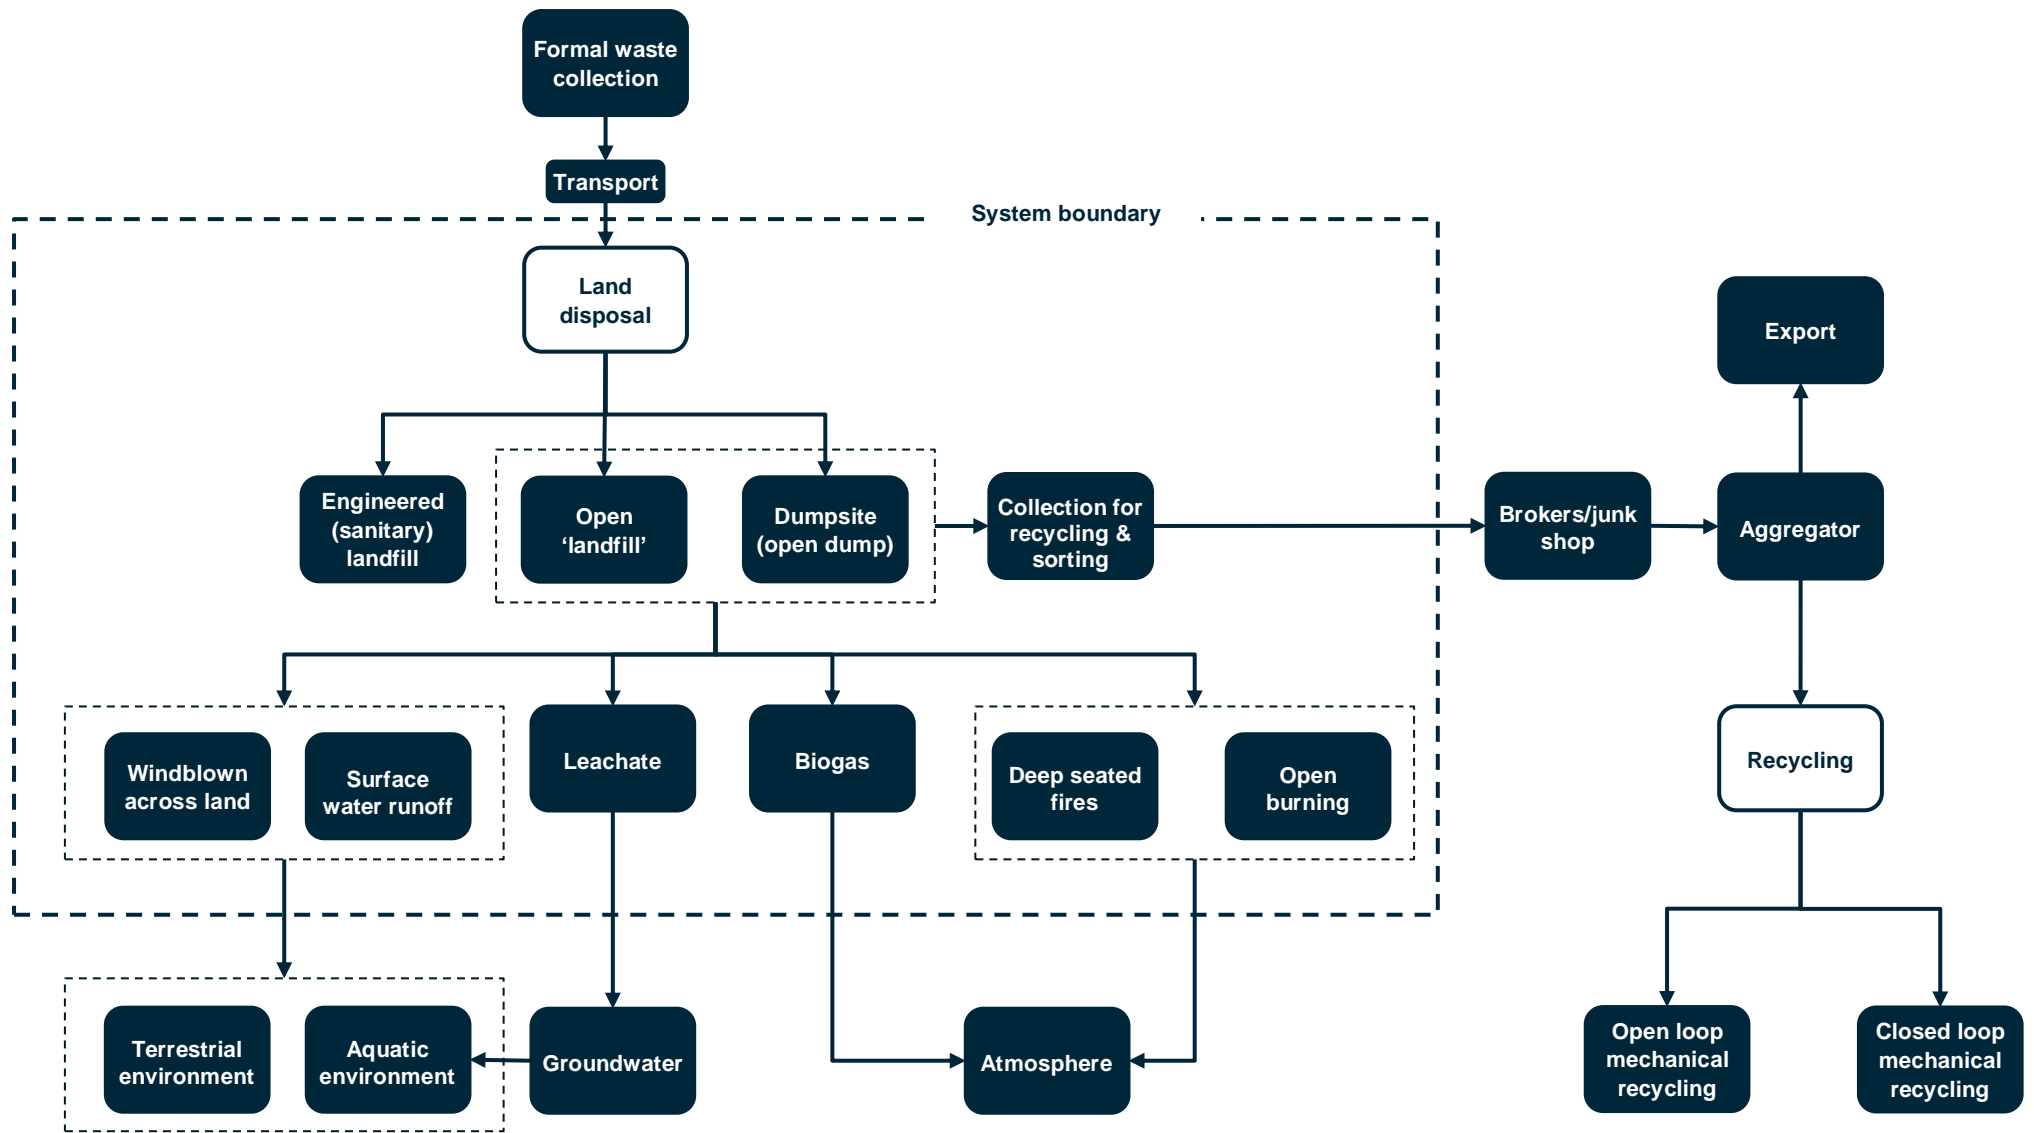 Formal waste
collection
Transport
System boundary
Land
disposal
Export
Engineered
(sanitary)
landfill
Open
‘landfill’
Dumpsite
(open dump)
Collection for
recycling &
sorting
Brokers/junk
shop
Aggregator
Windblown
across land
Surface
water runoff
Leachate
Biogas
Deep seated
fires
Open
burning
Recycling
Terrestrial
environment
Aquatic
environment
Groundwater
Atmosphere
Open loop
mechanical
recycling
Closed loop
mechanical
recycling